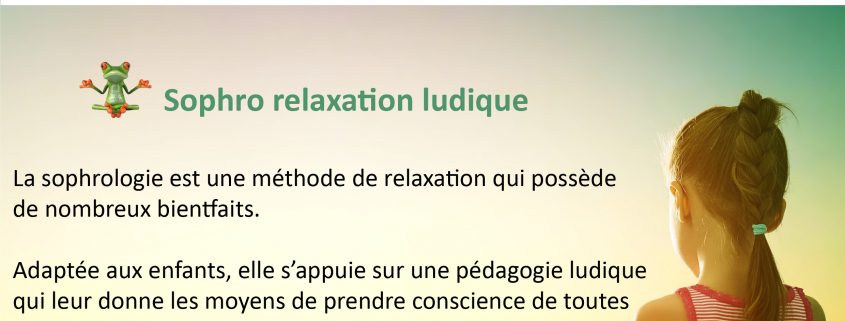 Sophro relaxation ludique
La sophrologie est une méthode de relaxation qui possède
de nombreux bientfaits.
Adaptée aux enfants, elle s’appuie sur une pédagogie ludique
qui leur donne les moyens de prendre conscience de toutes